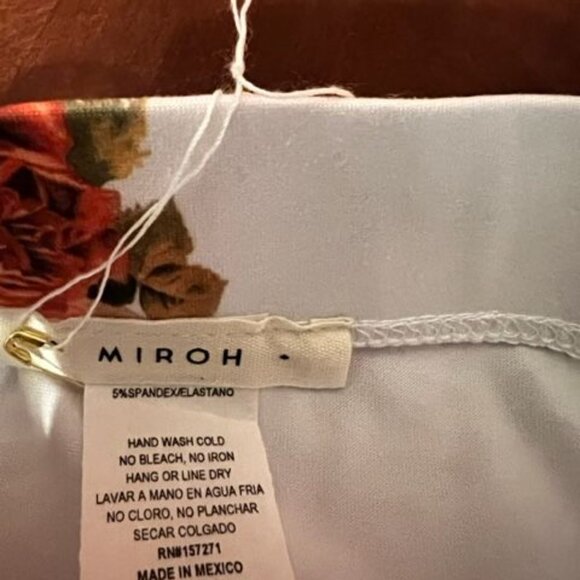 MIROH
5%SPANDEX/ELASTANO
HAND WASH COLD
NO BLEACH, NO IRON
HANG OR LINE DRY
LAVAR A MANO EN AGUA FRIA
NO CLORO, NO PLANCHAR
SECAR COLGADO
RN#157271
MADE IN MEXICO